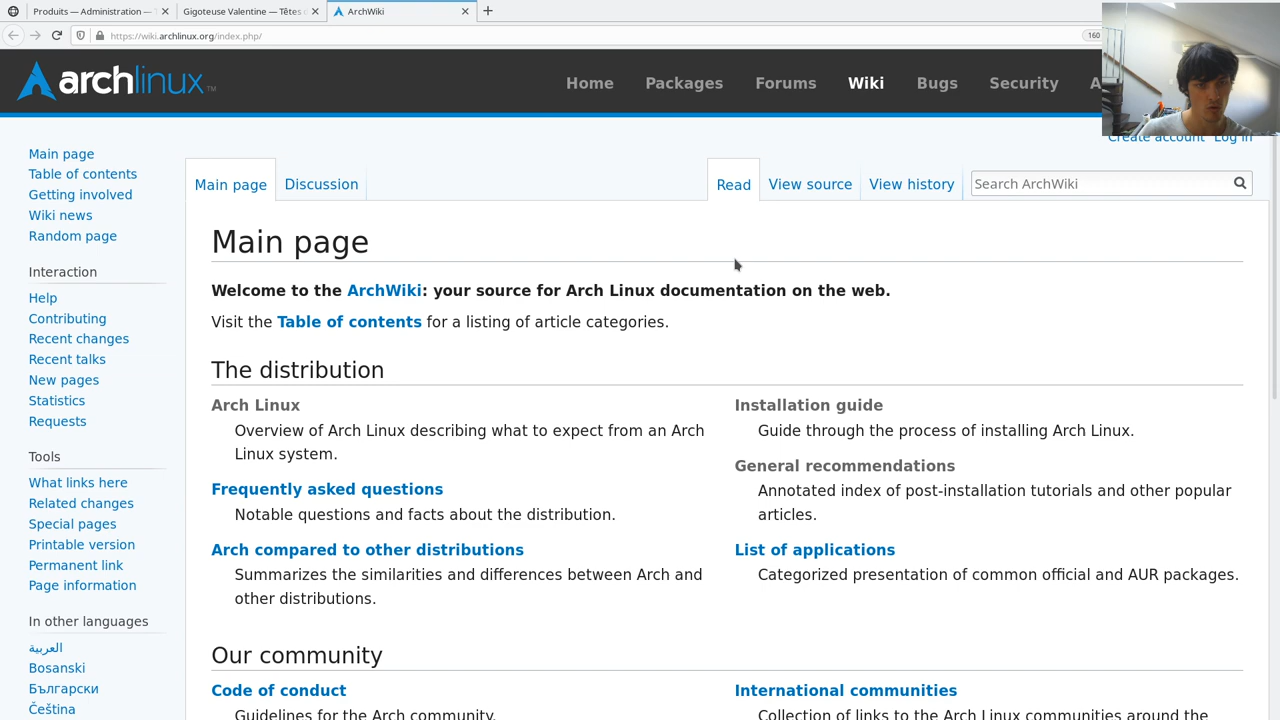 Produits — Administration —
Gigoteuse Valentine — Têtes
ArchWiki
https://wiki.archlinux.org/index.php/
160
archlinux™
Home
Packages
Forums
Wiki
Bugs
Security
A
Create account
Log in
Main page
Table of contents
Getting involved
Wiki news
Random page
Interaction
Help
Contributing
Recent changes
Recent talks
New pages
Statistics
Requests
Tools
What links here
Related changes
Special pages
Printable version
Permanent link
Page information
In other languages
العربية
Bosanski
Български
Čeština
Main page
Discussion
Read
View source
View history
Search ArchWiki
Main page
Welcome to the ArchWiki: your source for Arch Linux documentation on the web.
Visit the Table of contents for a listing of article categories.
The distribution
Arch Linux
Overview of Arch Linux describing what to expect from an Arch
Linux system.
Frequently asked questions
Notable questions and facts about the distribution.
Arch compared to other distributions
Summarizes the similarities and differences between Arch and
other distributions.
Installation guide
Guide through the process of installing Arch Linux.
General recommendations
Annotated index of post-installation tutorials and other popular
articles.
List of applications
Categorized presentation of common official and AUR packages.
Our community
Code of conduct
Guidelines for the Arch community.
International communities
Collection of links to the Arch Linux communities around the